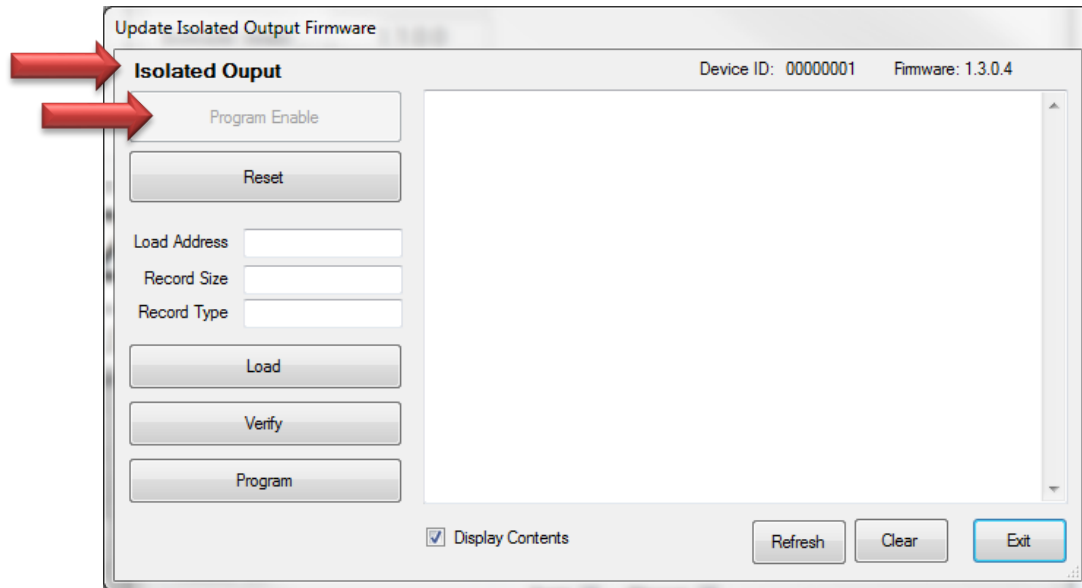 Update Isolated Output Firmware
Isolated Ouput
Device ID: 00000001 Firmware: 1.3.0.4
Program Enable
Reset
Load Address
Record Size
Record Type
Load
Verify
Program
Display Contents
Refresh
Clear
Exit